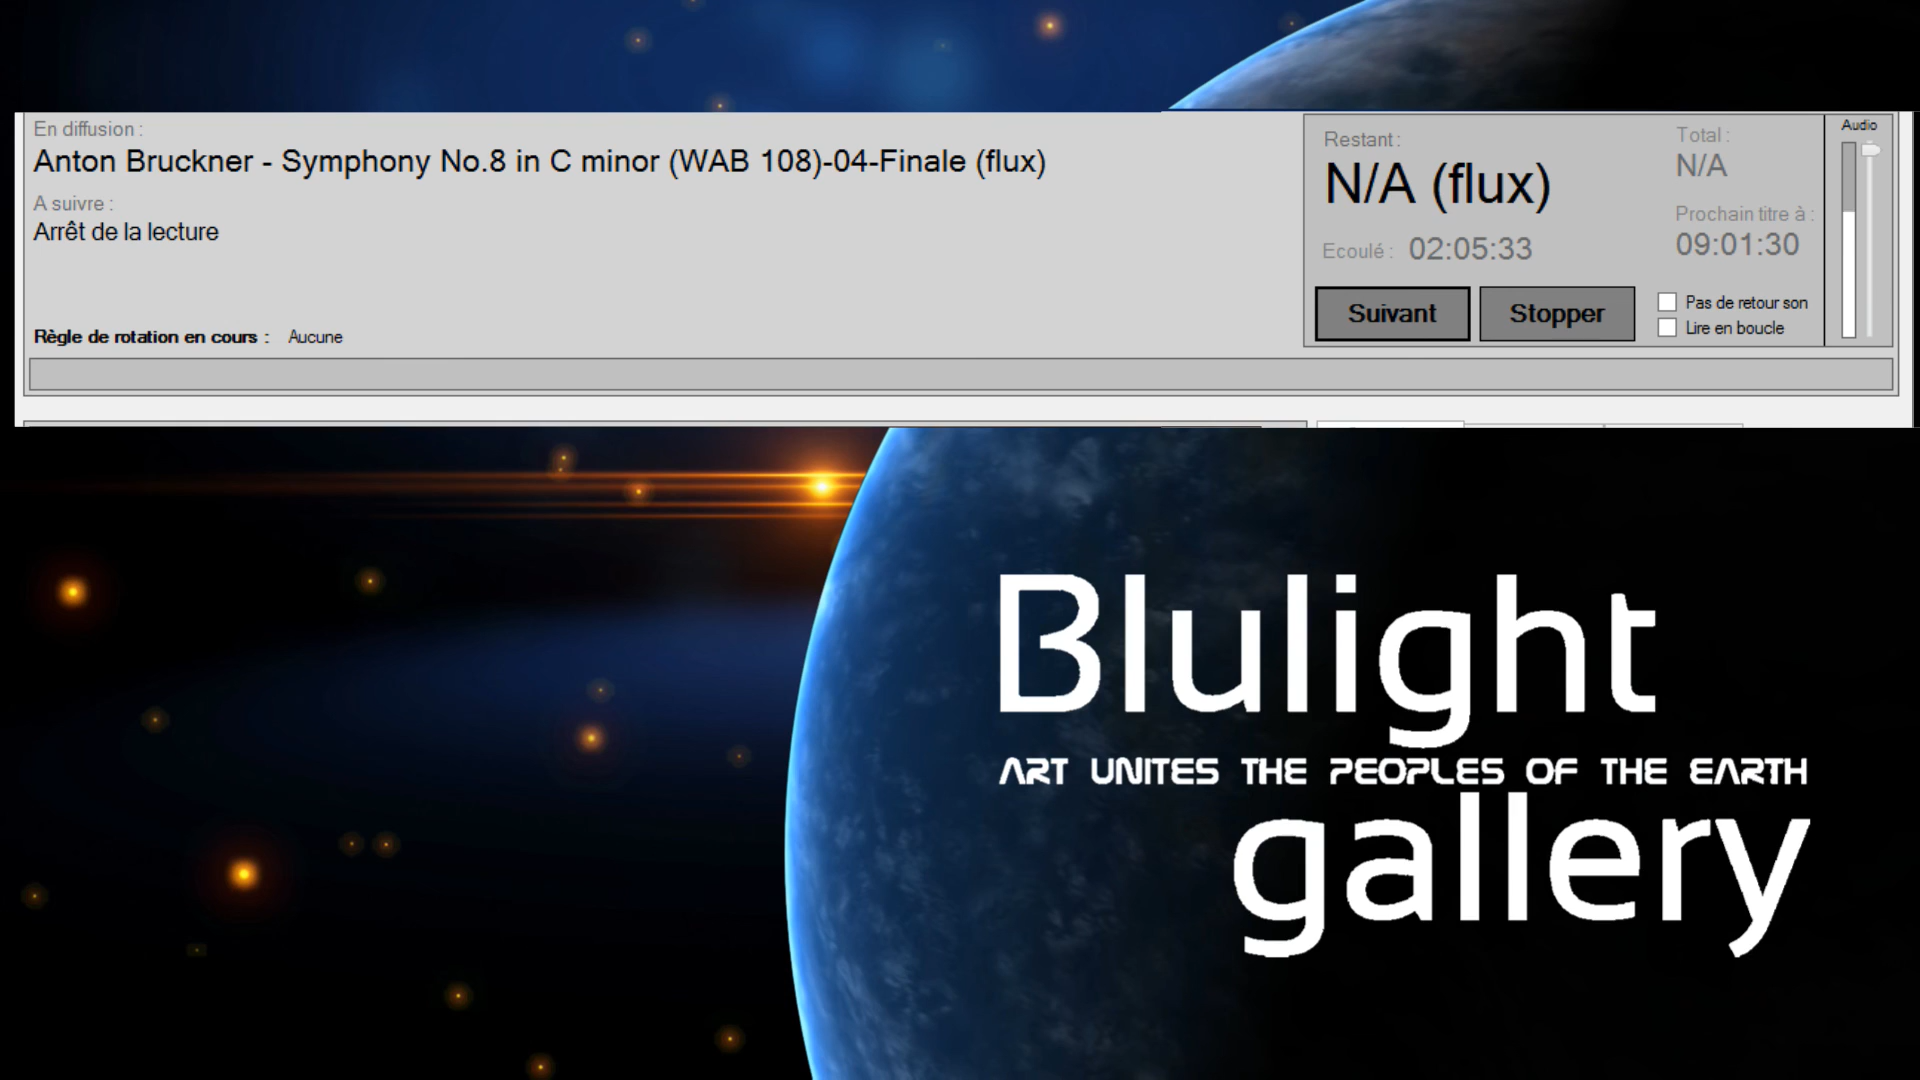 En diffusion :
Anton Bruckner - Symphony No.8 in C minor (WAB 108)-04-Finale (flux)
A suivre :
Arrêt de la lecture
Règle de rotation en cours : Aucune
Restant :
N/A (flux)
Ecoulé : 02:05:33
Total :
N/A
Prochain titre à :
09:01:30
Suivant
Stopper
Pas de retour son
Lire en boucle
Audio
Blulight
ART UNITES THE PEOPLES OF THE EARTH
gallery